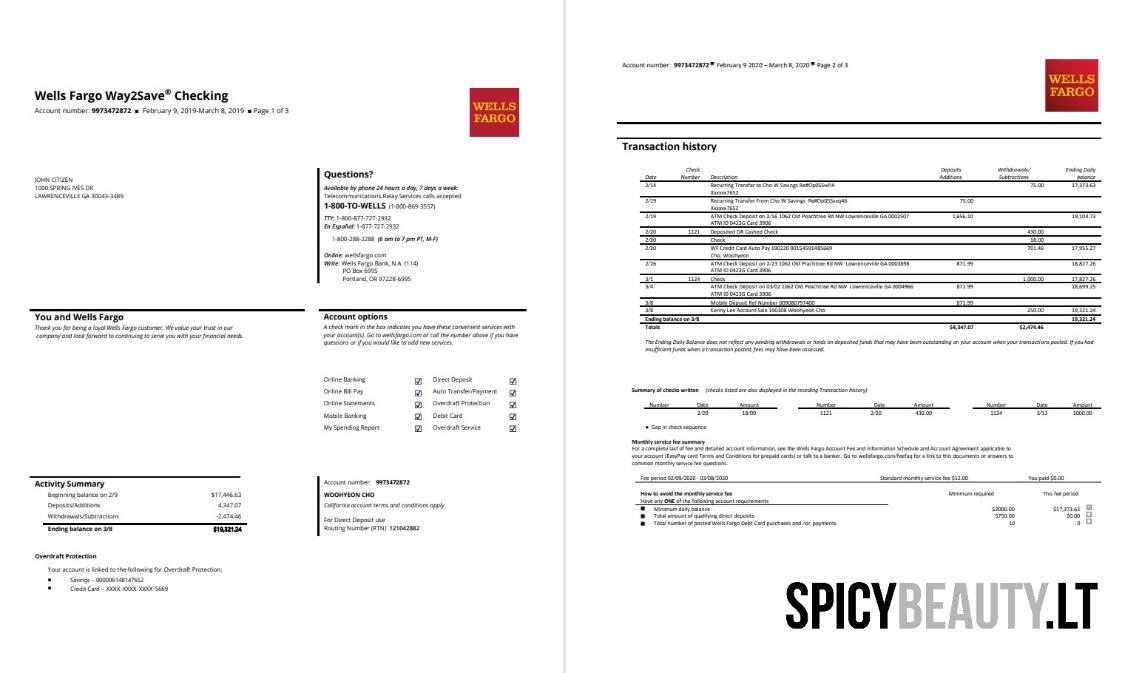 Wells Fargo Way2Save® Checking
Account number: 9973472872 ■ February 9, 2019-March 8, 2019 ■ Page 1 of 3
WELLS
FARGO
JOHN CITIZEN
1000 SPRING IVES DR
LAWRENCEVILLE GA 30043-3489
Questions?
Available by phone 24 hours a day, 7 days a week:
Telecommunications Relay Services calls accepted
1-800-TO-WELLS (1-800-869-3557)
TTY: 1-800-877-727-2932
En Español: 1-877-727-2932
1-800-288-2288 (6 am to 7 pm PT, M-F)
Online: wellsfargo.com
Write: Wells Fargo Bank, N.A. (114)
PO Box 6995
Portland, OR 97228-6995
You and Wells Fargo
Thank you for being a loyal Wells Fargo customer. We value your trust in our
company and look forward to continuing to serve you with your financial needs.
Account options
A check mark in the box indicates you have these convenient services with
your account(s). Go to wellsfargo.com or call the number above if you have
questions or if you would like to add new services.
Online Banking ☑ Direct Deposit ☑
Online Bill Pay ☑ Auto Transfer/Payment ☑
Online Statements ☑ Overdraft Protection ☑
Mobile Banking ☑ Debit Card ☑
My Spending Report ☑ Overdraft Service ☑
Activity Summary
Beginning balance on 2/9 $17,446.63
Deposits/Additions 4,347.07
Withdrawals/Subtractions -2,474.46
Ending balance on 3/8 $19,321.24
Account number: 9973472872
WOOHYEON CHO
California account terms and conditions apply
For Direct Deposit use
Routing Number (RTN) 121042882
Overdraft Protection
Your account is linked to the following for Overdraft Protection:
■ Savings – 000006148147652
■ Credit Card – XXXX-XXXX-XXXX-5669
Account number: 9973472872 ■ February 9 2020 – March 8, 2020 ■ Page 2 of 3
WELLS
FARGO
Transaction history
Check Deposits Withdrawals/ Ending Daily
Date Number Description Additions Subtractions balance
2/14 Recurring Transfer to Cho W Savings Ref#Op0S5wPA 75.00 17,373.63
Xxxxxx7652
2/19 Recurring Transfer From Cho W Savings Ref#Op05Sxq46 75.00
Xxxxxx7652
2/19 ATM Check Deposit on 2/16 1062 Old Peachtree Rd NW Lawrenceville GA 0002507 1,656.10 19,104.73
ATM ID 0423G Card 3906
2/20 1121 Deposited OR Cashed Check 430.00
2/20 Check 18.00
2/20 WF Credit Card Auto Pay 190220 90154591485669 701.46 17,955.27
Cho, Woohyeon
2/26 ATM Check Deposit on 2/23 1062 Old Prachtree Rd NW Lawrenceville GA 0003898 871.99 18,827.26
ATM ID 0423G Card 3906
3/1 1124 Check 1,000.00 17,827.26
3/4 ATM Check Deposit on 03/02 1062 Old Peachtree Rd NW Lawrenceville GA 0004966 871.99 18,699.25
ATM ID 0423G Card 3906
3/8 Mobile Deposit Ref Number 009080797400 871.99
3/8 Kenny Lee Account Sale 190308 Woohyeon Cho 250.00 19,321.24
Ending balance on 3/8 19,321.24
Totals $4,347.07 $2,474.46
The Ending Daily Balance does not reflect any pending withdrawals or holds on deposited funds that may have been outstanding on your account when your transactions posted. If you had
insufficient funds when a transaction posted, fees may have been assessed.
Summary of checks written (checks listed are also displayed in the receding Transaction history)
Number Date Amount Number Date Amount Number Date Amount
2/20 18/00 1121 2/20 430.00 1124 3/13 1000.00
● Gap in check sequence
Monthly service fee summary
For a complete last of fee and detailed account information, see the Wells Fargo Account Fee and Information Schedule and Account Agreement applicable to
your account (EasyPay card Terms and Conditions for prepaid cards) or talk to a banker. Go to wellsfargo.com/feefaq for a link to this documents or answers to
common monthly service fee questions.
Fee period 02/09/2020 - 03/08/2020 Standard monthly service fee $12.00 You paid $0.00
How to avoid the monthly service fee Minimum required This fee period
Have any ONE of the following account requirements
■ Minimum daily balance $2000.00 $17,373.63 ☑
■ Total amount of qualifying direct deposits $750.00 $0.00 ☐
■ Total number of posted Wells Fargo Debit Card purchases and /or payments 10 0 ☐
SPICYBEAUTY.LT